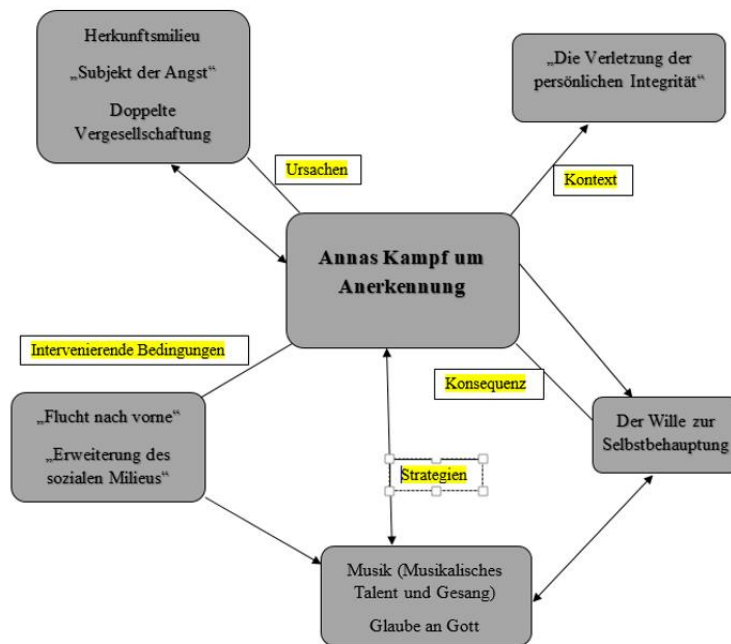 Herkunftsmilieu
„Subjekt der Angst“
Doppelte
Vergesellschaftung
„Die Verletzung der
persönlichen Integrität“
Ursachen
Kontext
Annas Kampf um
Anerkennung
Intervenierende Bedingungen
Konsequenz
„Flucht nach vorne“
„Erweiterung des
sozialen Milieus“
Der Wille zur
Selbstbehauptung
Strategien
Musik (Musikalisches
Talent und Gesang)
Glaube an Gott